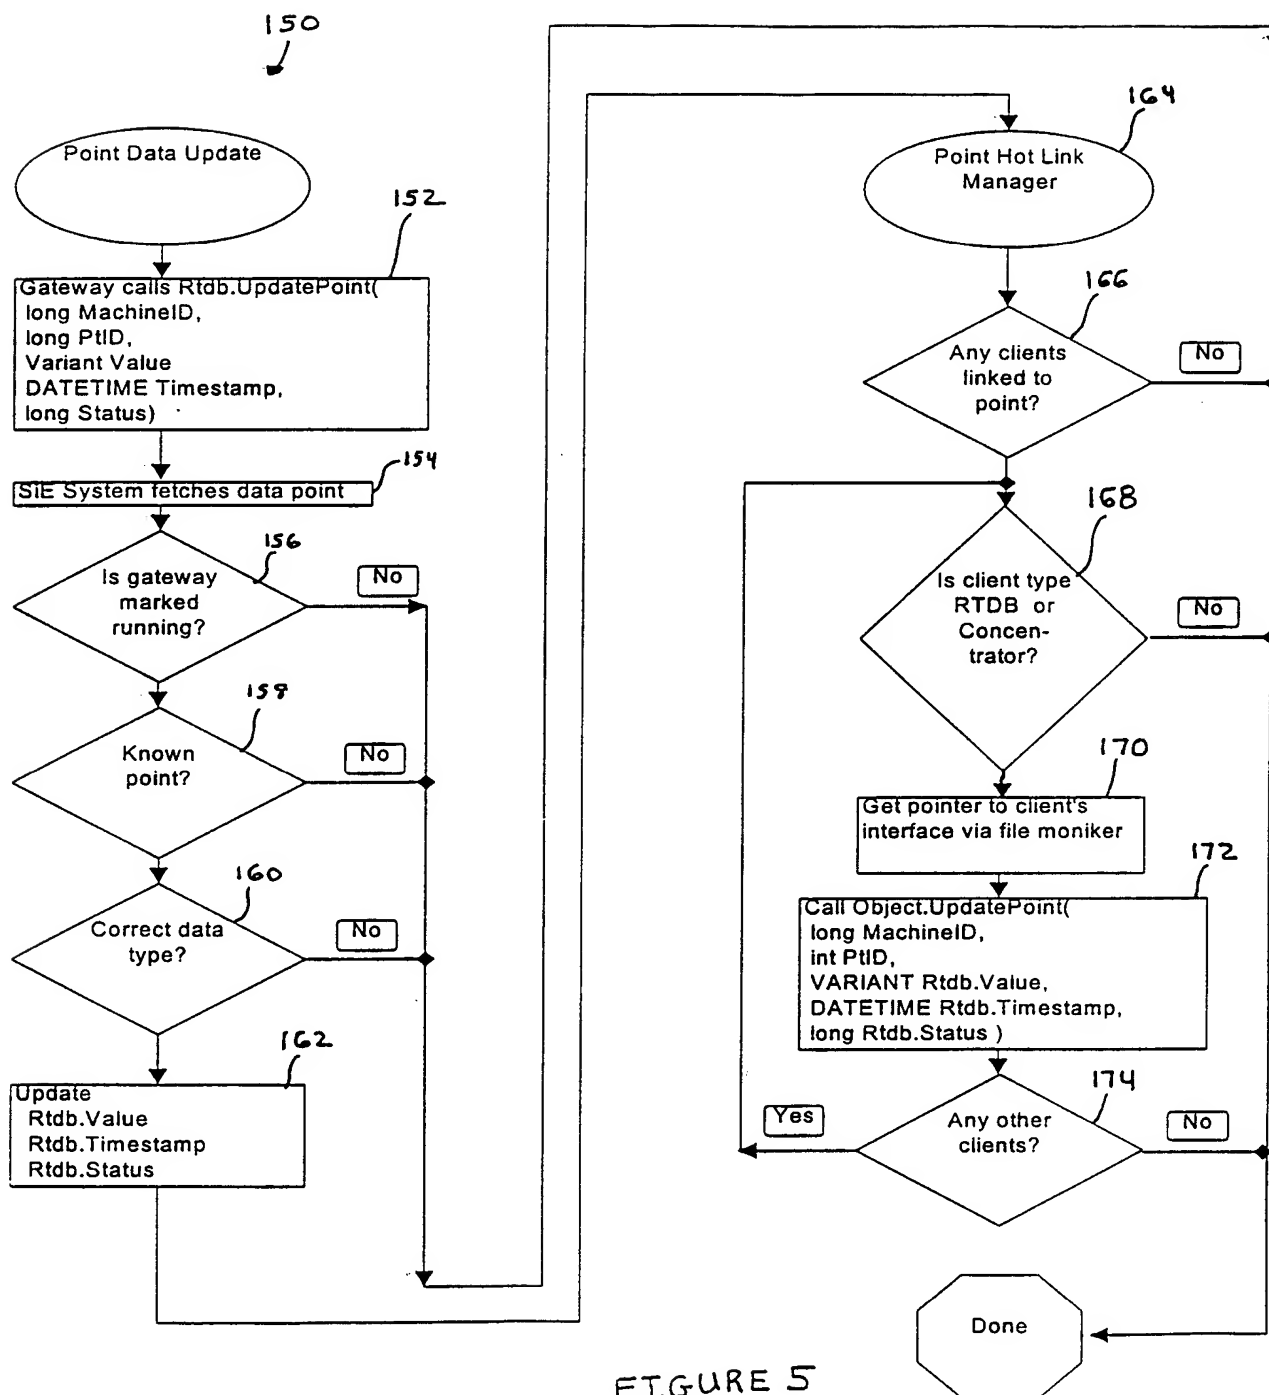 150
Point Data Update
152
Gateway calls Rtdb.UpdatePoint(
long MachineID,
long PtID,
Variant Value
DATETIME Timestamp,
long Status)
154
SIE System fetches data point
156
Is gateway
marked
running?
No
158
Known
point?
No
160
Correct data
type?
No
162
Update
Rtdb.Value
Rtdb.Timestamp
Rtdb.Status
164
Point Hot Link
Manager
166
Any clients
linked to
point?
No
168
Is client type
RTDB or
Concen-
trator?
No
170
Get pointer to client's
interface via file moniker
172
Call Object.UpdatePoint(
long MachineID,
int PtID,
VARIANT Rtdb.Value,
DATETIME Rtdb.Timestamp,
long Rtdb.Status )
174
Any other
clients?
Yes
No
Done
FIGURE 5